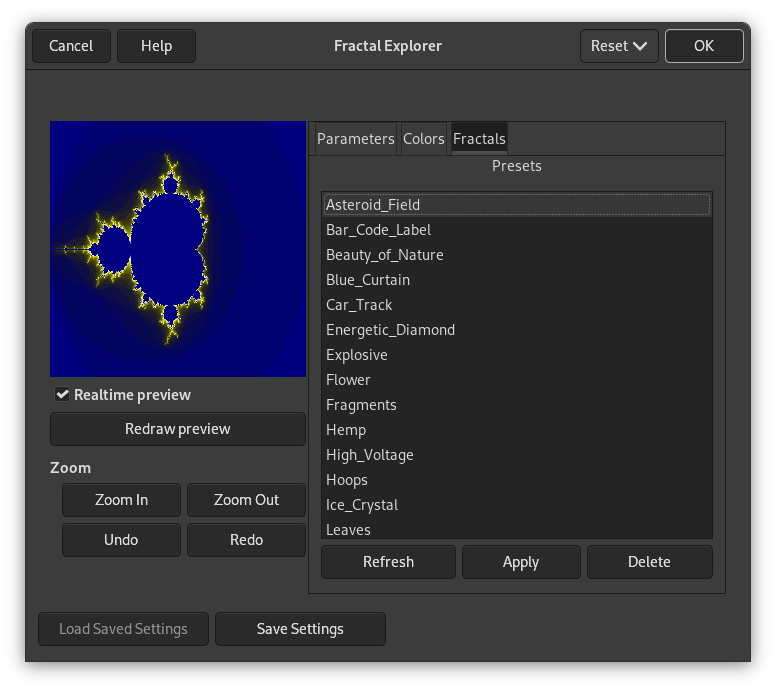 Cancel Help Fractal Explorer Reset OK
Parameters Colors Fractals
Presets
Asteroid_Field
Bar_Code_Label
Beauty_of_Nature
Blue_Curtain
Car_Track
Energetic_Diamond
Explosive
Flower
Fragments
Hemp
High_Voltage
Hoops
Ice_Crystal
Leaves
Refresh Apply Delete
Realtime preview
Redraw preview
Zoom
Zoom In Zoom Out
Undo Redo
Load Saved Settings Save Settings